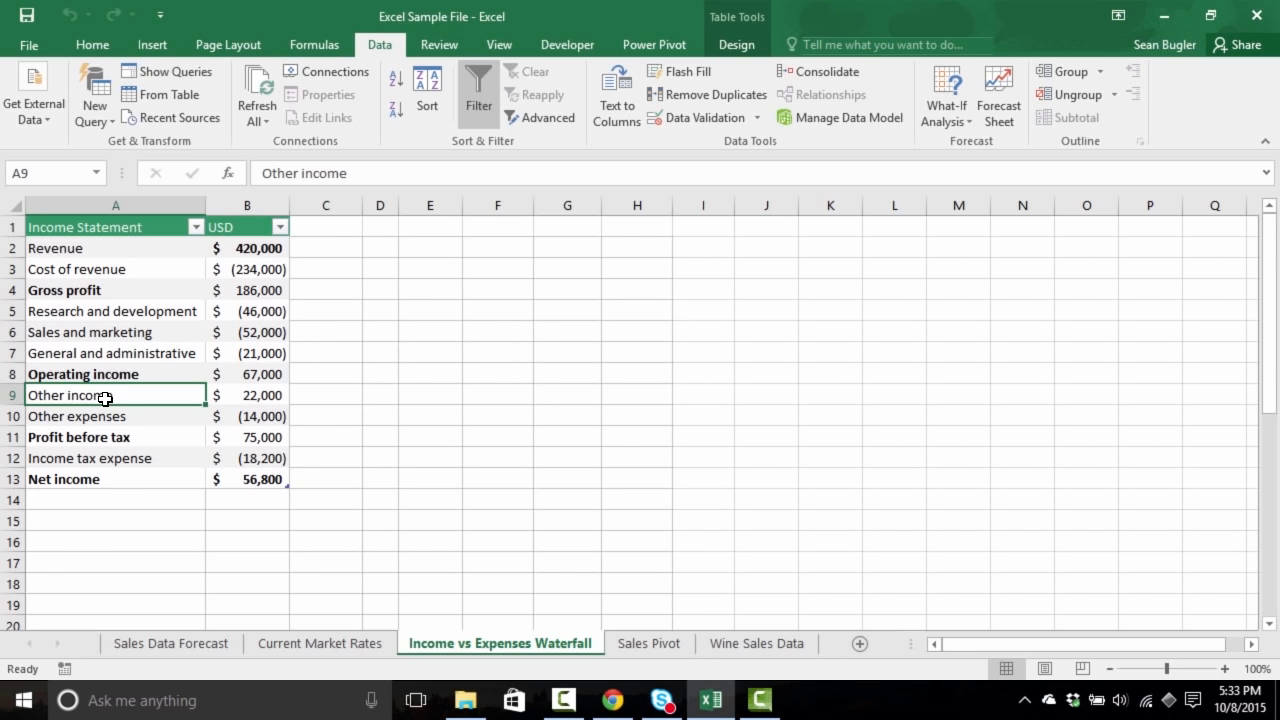 Excel Sample File - Excel
Table Tools
File Home Insert Page Layout Formulas Data Review View Developer Power Pivot Design Tell me what you want to do... Sean Bugler Share
Get External Data
New Query
Show Queries
From Table
Recent Sources
Get & Transform
Refresh All
Connections
Properties
Edit Links
Connections
Sort
Filter
Clear
Reapply
Advanced
Sort & Filter
Text to Columns
Flash Fill
Remove Duplicates
Data Validation
Consolidate
Relationships
Manage Data Model
Data Tools
What-If Analysis
Forecast Sheet
Forecast
Group
Ungroup
Subtotal
Outline
A9 fx Other income
A B C D E F G H I J K L M N O P Q
1 Income Statement USD
2 Revenue $ 420,000
3 Cost of revenue $ (234,000)
4 Gross profit $ 186,000
5 Research and development $ (46,000)
6 Sales and marketing $ (52,000)
7 General and administrative $ (21,000)
8 Operating income $ 67,000
9 Other income $ 22,000
10 Other expenses $ (14,000)
11 Profit before tax $ 75,000
12 Income tax expense $ (18,200)
13 Net income $ 56,800
14
15
16
17
18
19
20
Sales Data Forecast Current Market Rates Income vs Expenses Waterfall Sales Pivot Wine Sales Data
Ready 100%
Ask me anything
5:33 PM
10/8/2015